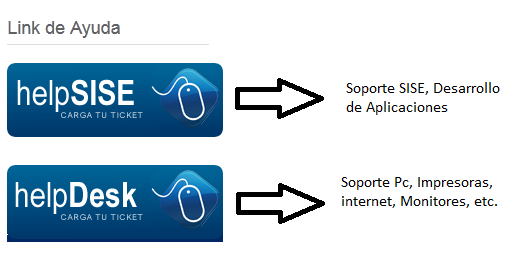 Link de Ayuda
helpSISE
CARGA TU TICKET
Soporte SISE, Desarrollo
de Aplicaciones
helpDesk
CARGA TU TICKET
Soporte Pc, Impresoras,
internet, Monitores, etc.